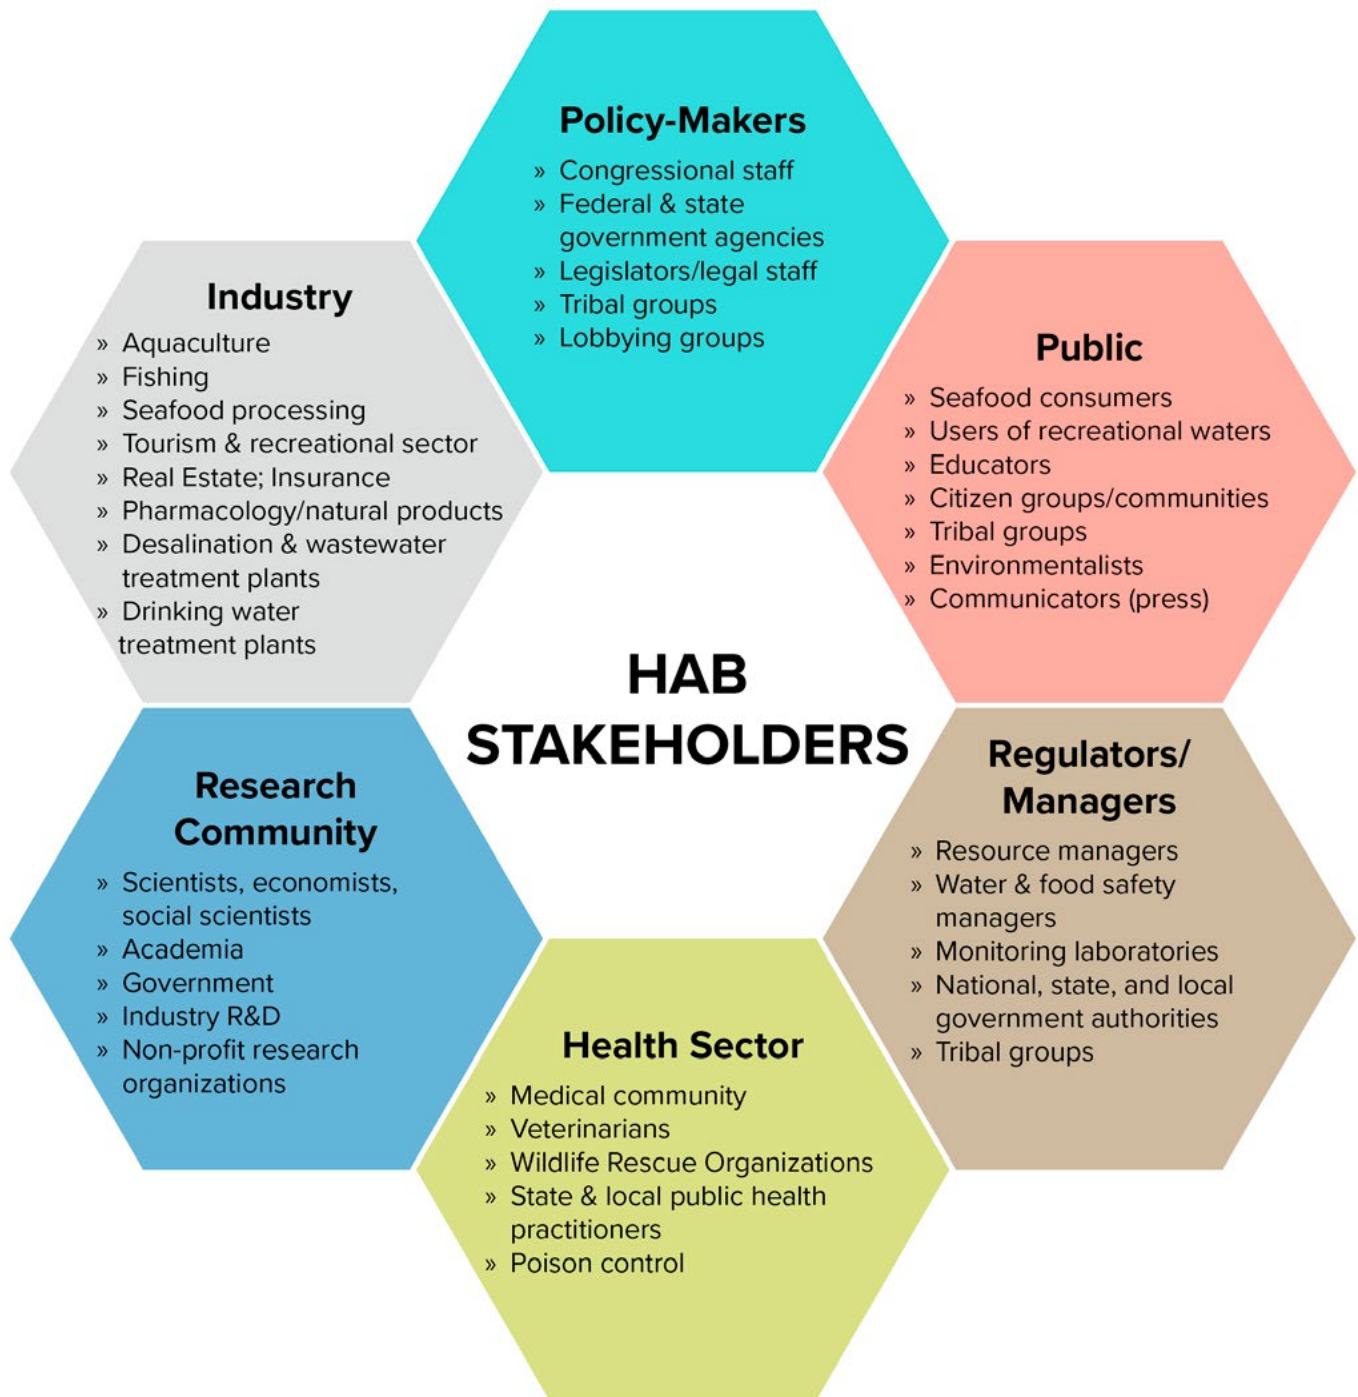 Policy-Makers
» Congressional staff
» Federal & state
government agencies
» Legislators/legal staff
» Tribal groups
» Lobbying groups
Industry
» Aquaculture
» Fishing
» Seafood processing
» Tourism & recreational sector
» Real Estate; Insurance
» Pharmacology/natural products
» Desalination & wastewater
treatment plants
» Drinking water
treatment plants
Public
» Seafood consumers
» Users of recreational waters
» Educators
» Citizen groups/communities
» Tribal groups
» Environmentalists
» Communicators (press)
HAB
STAKEHOLDERS
Research
Community
» Scientists, economists,
social scientists
» Academia
» Government
» Industry R&D
» Non-profit research
organizations
Regulators/
Managers
» Resource managers
» Water & food safety
managers
» Monitoring laboratories
» National, state, and local
government authorities
» Tribal groups
Health Sector
» Medical community
» Veterinarians
» Wildlife Rescue Organizations
» State & local public health
practitioners
» Poison control